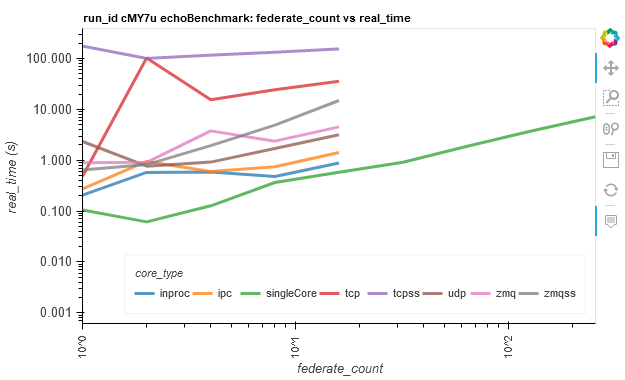 run_id cMY7u echoBenchmark: federate_count vs real_time
real_time (s)
100.000
10.000
1.000
0.100
0.010
0.001
core_type
inproc ipc singleCore tcp tcpss udp zmq zmqss
10^0 10^1 10^2
federate_count